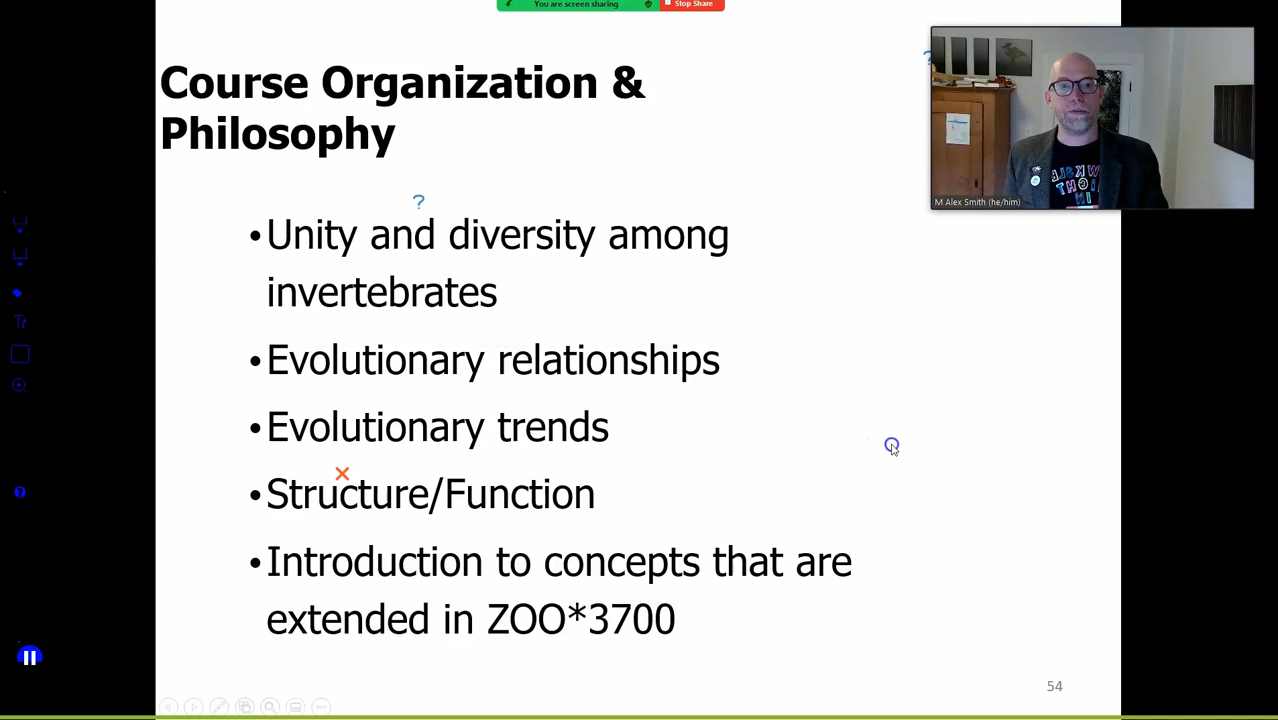 You are screen sharing Stop Share
Course Organization &
Philosophy
?
?
M Alex Smith (he/him)
•Unity and diversity among
invertebrates
•Evolutionary relationships
•Evolutionary trends
•Structure/Function
•Introduction to concepts that are
extended in ZOO*3700
54